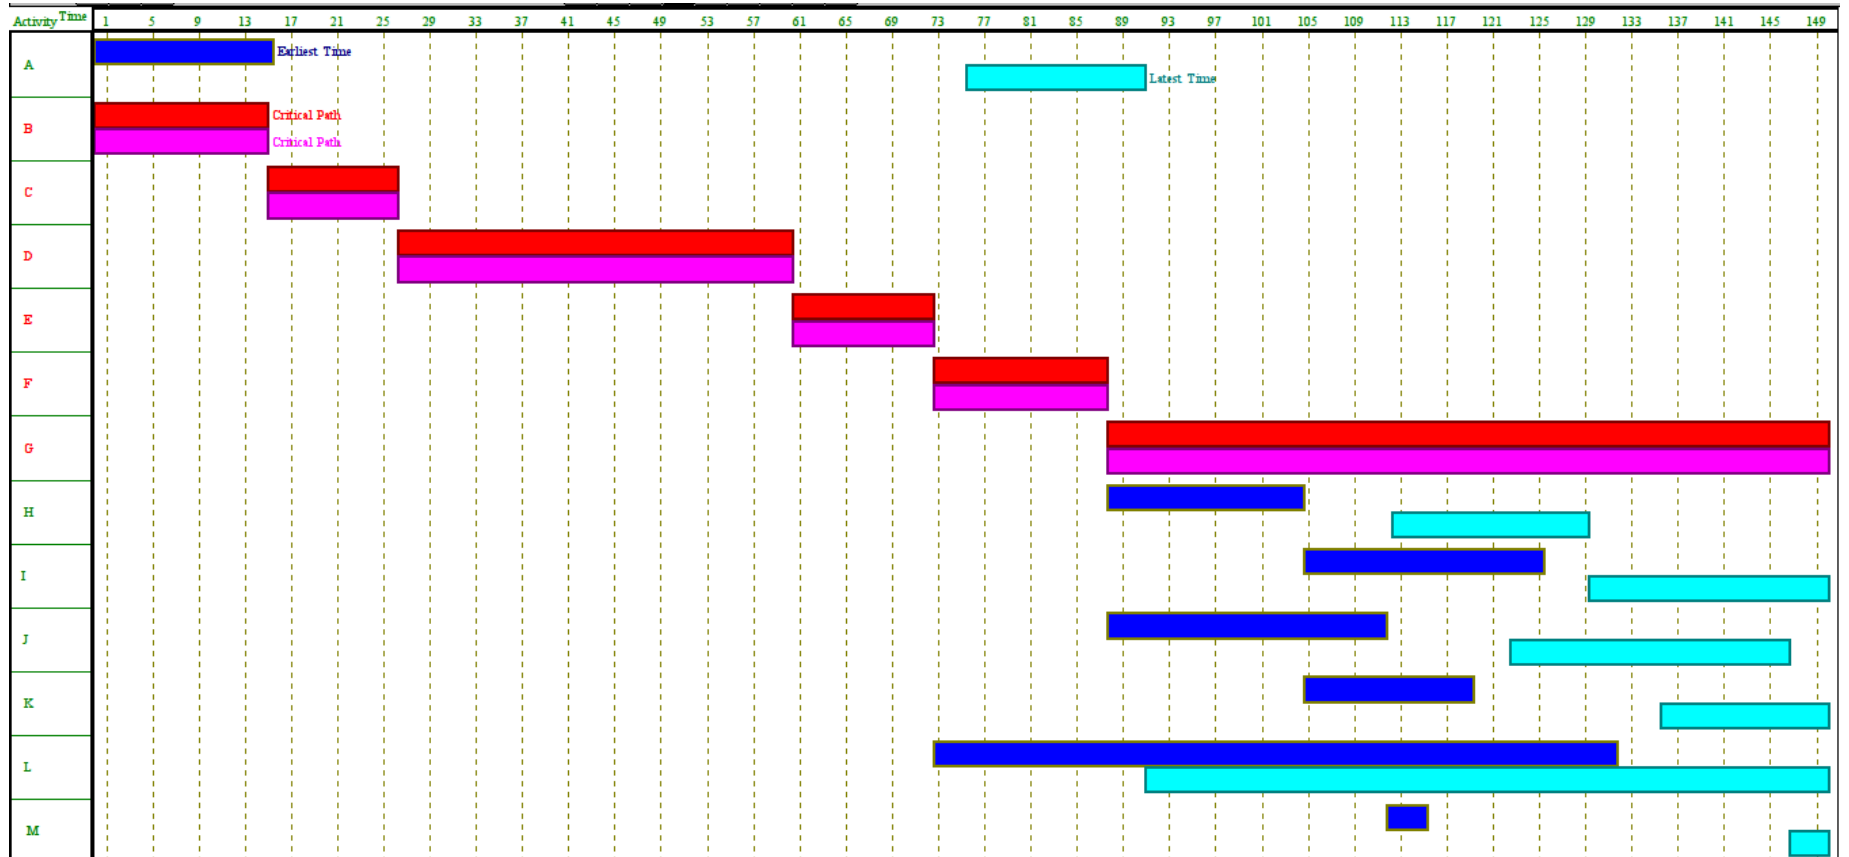 Activity Time 1 5 9 13 17 21 25 29 33 37 41 45 49 53 57 61 65 69 73 77 81 85 89 93 97 101 105 109 113 117 121 125 129 133 137 141 145 149
Earliest Time
A
Latest Time
Critical Path
B
Critical Path
C
D
E
F
G
H
I
J
K
L
M